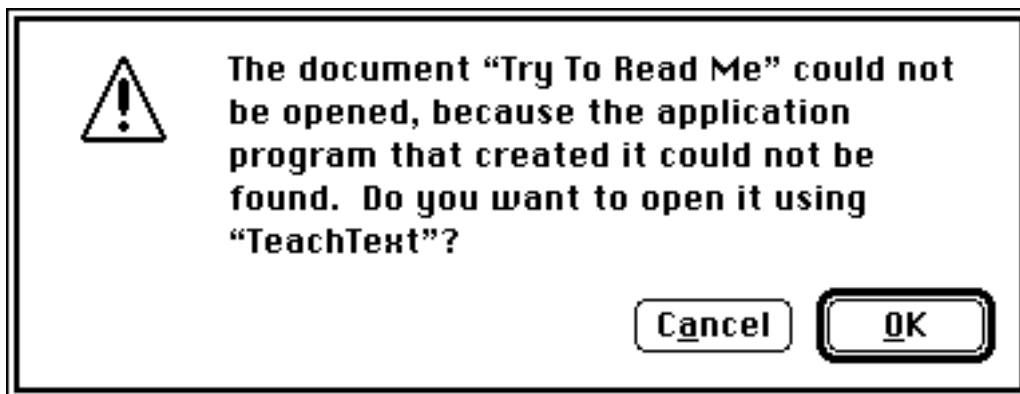 The document “Try To Read Me” could not
be opened, because the application
program that created it could not be
found.  Do you want to open it using
“TeachText”?
Cancel OK